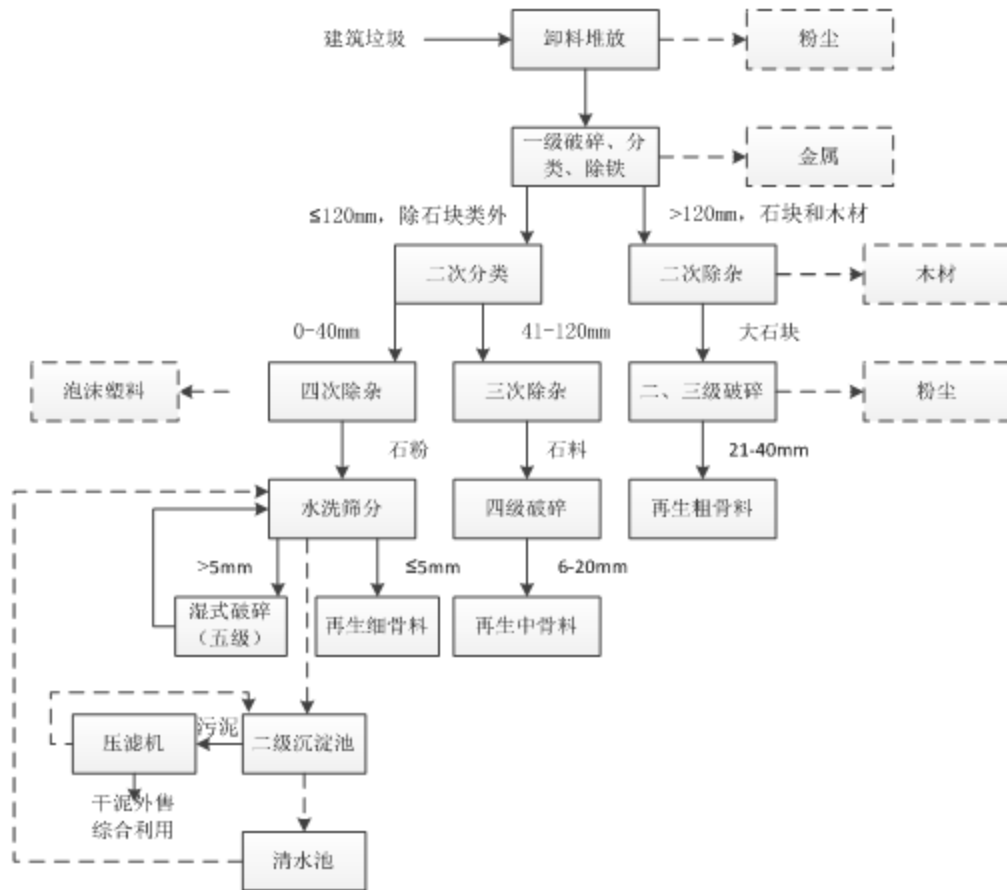 建筑垃圾
卸料堆放
粉尘
一级破碎、分
类、除铁
金属
≤120mm，除石块类外
>120mm，石块和木材
二次分类
二次除杂
木材
0-40mm
41-120mm
大石块
泡沫塑料
四次除杂
三次除杂
二、三级破碎
粉尘
石粉
石料
21-40mm
水洗筛分
四级破碎
再生粗骨料
>5mm
≤5mm
6-20mm
湿式破碎
（五级）
再生细骨料
再生中骨料
压滤机
污泥
二级沉淀池
干泥外售
综合利用
清水池